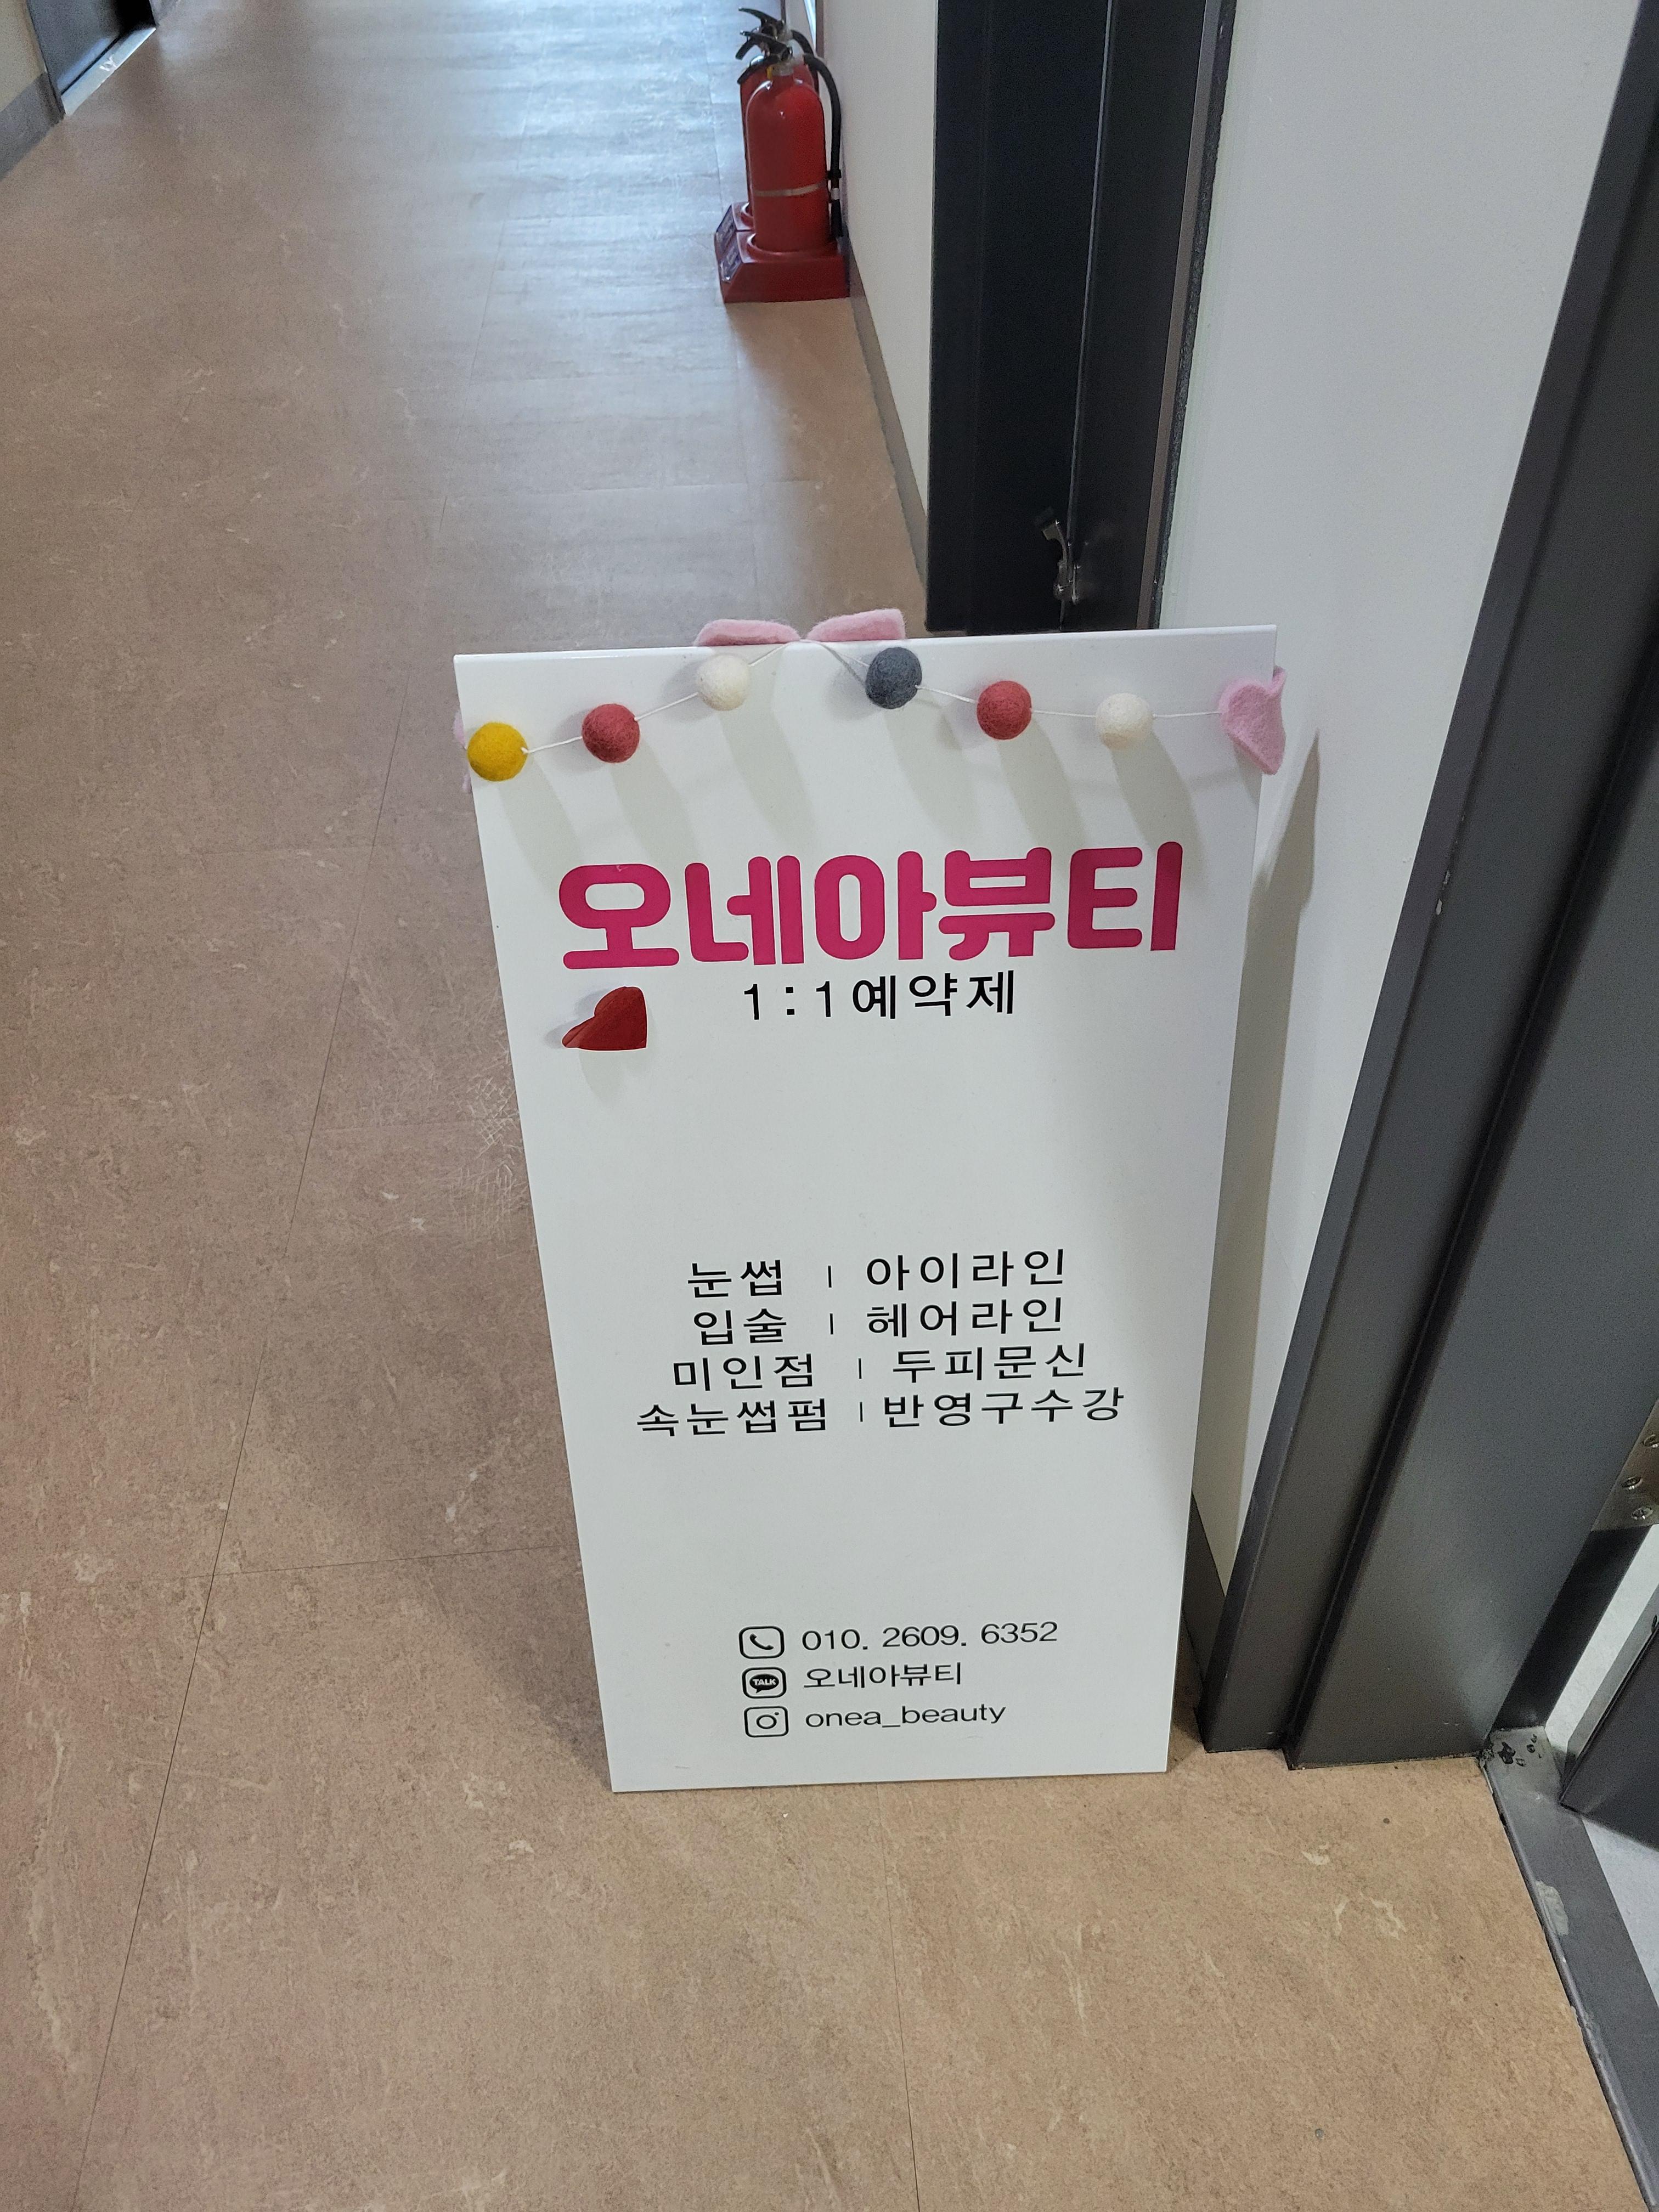 오네아뷰티
1:1예약제
눈썹 | 아이라인
입술 | 헤어라인
미인점 | 두피문신
속눈썹펌 | 반영구수강
010. 2609. 6352
TALK 오네아뷰티
onea_beauty